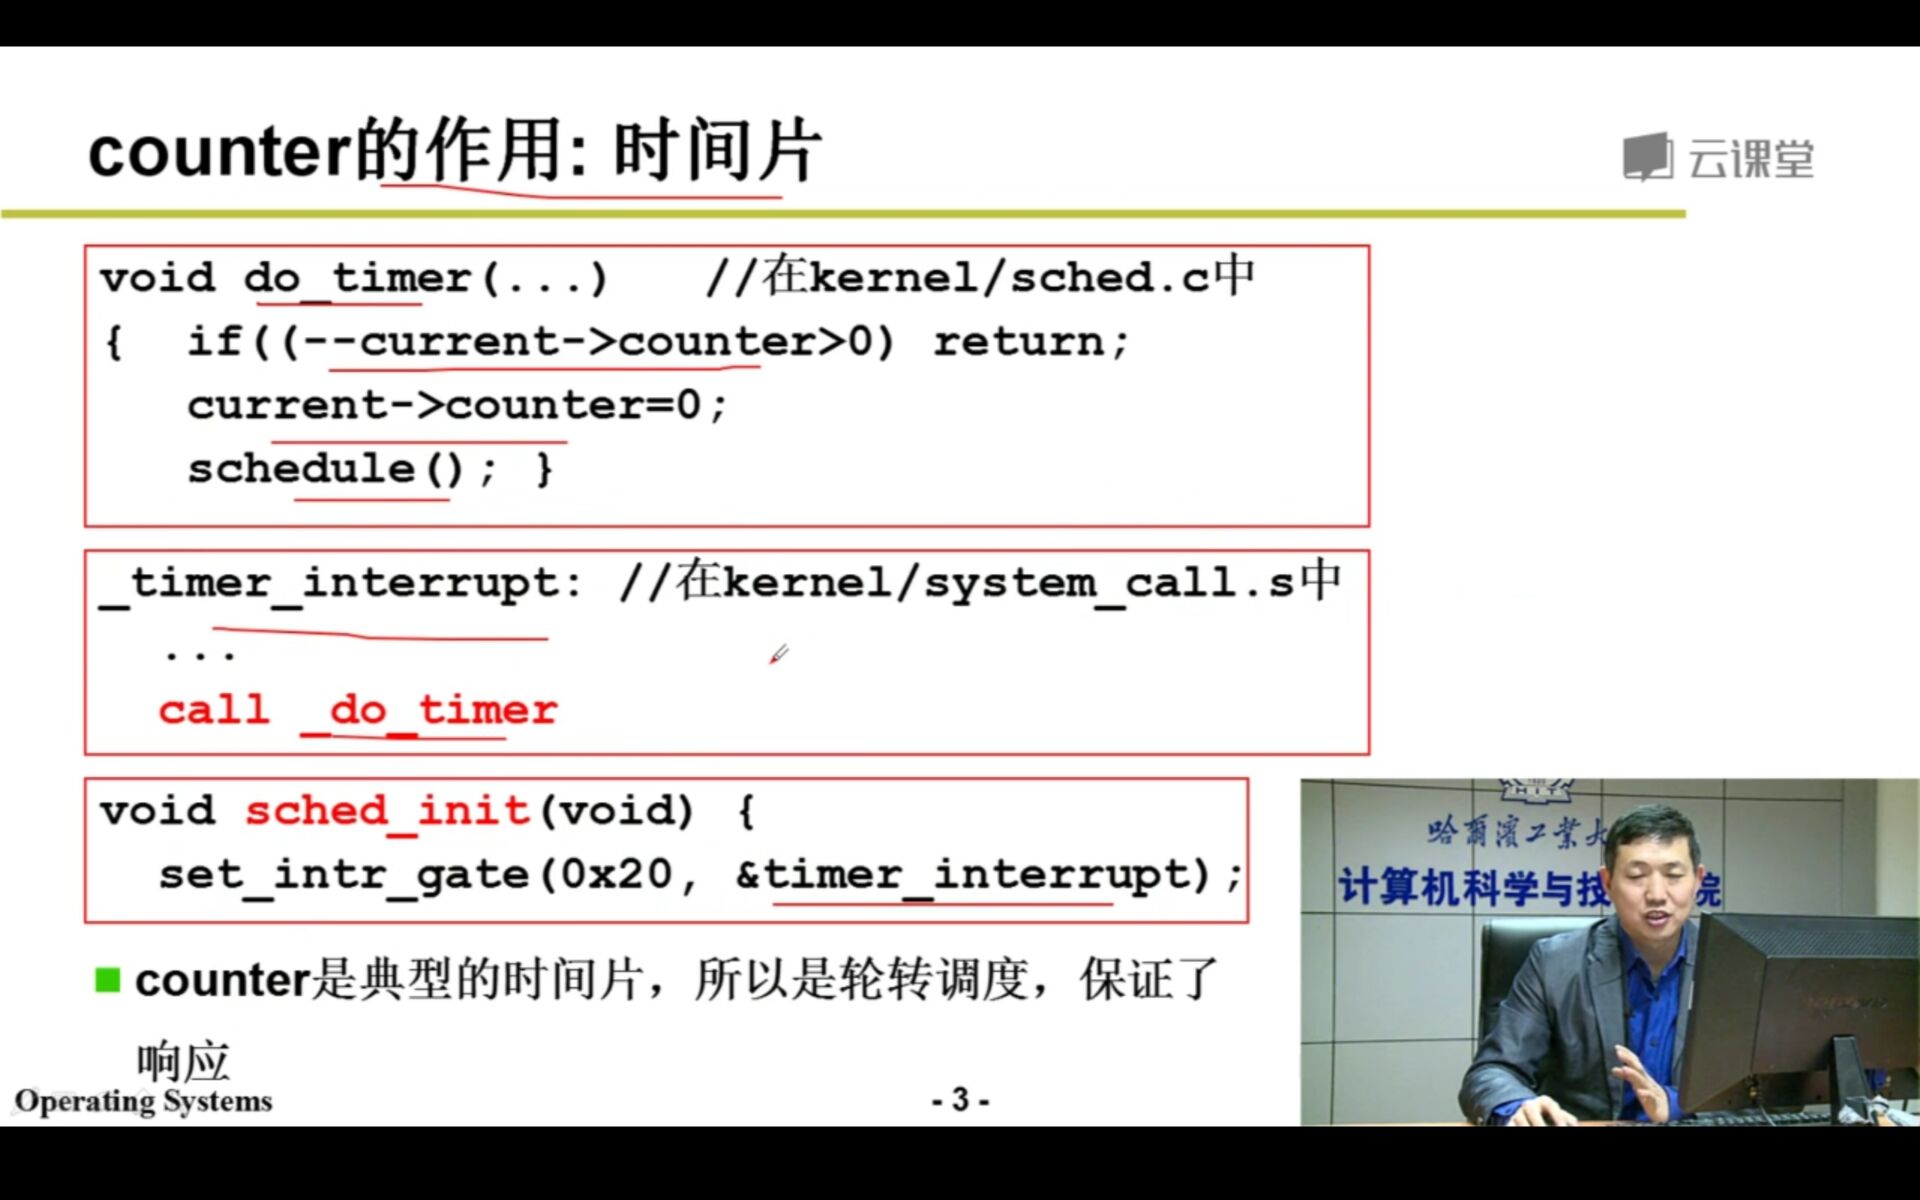 counter的作用: 时间片
云课堂
void do_timer(...) //在kernel/sched.c中
{ if((--current->counter>0) return;
current->counter=0;
schedule(); }
_timer_interrupt: //在kernel/system_call.s中
...
call _do_timer
void sched_init(void) {
set_intr_gate(0x20, &timer_interrupt);
counter是典型的时间片，所以是轮转调度，保证了
响应
哈爾濱工業大
计算机科学与技
院
Operating Systems
- 3 -